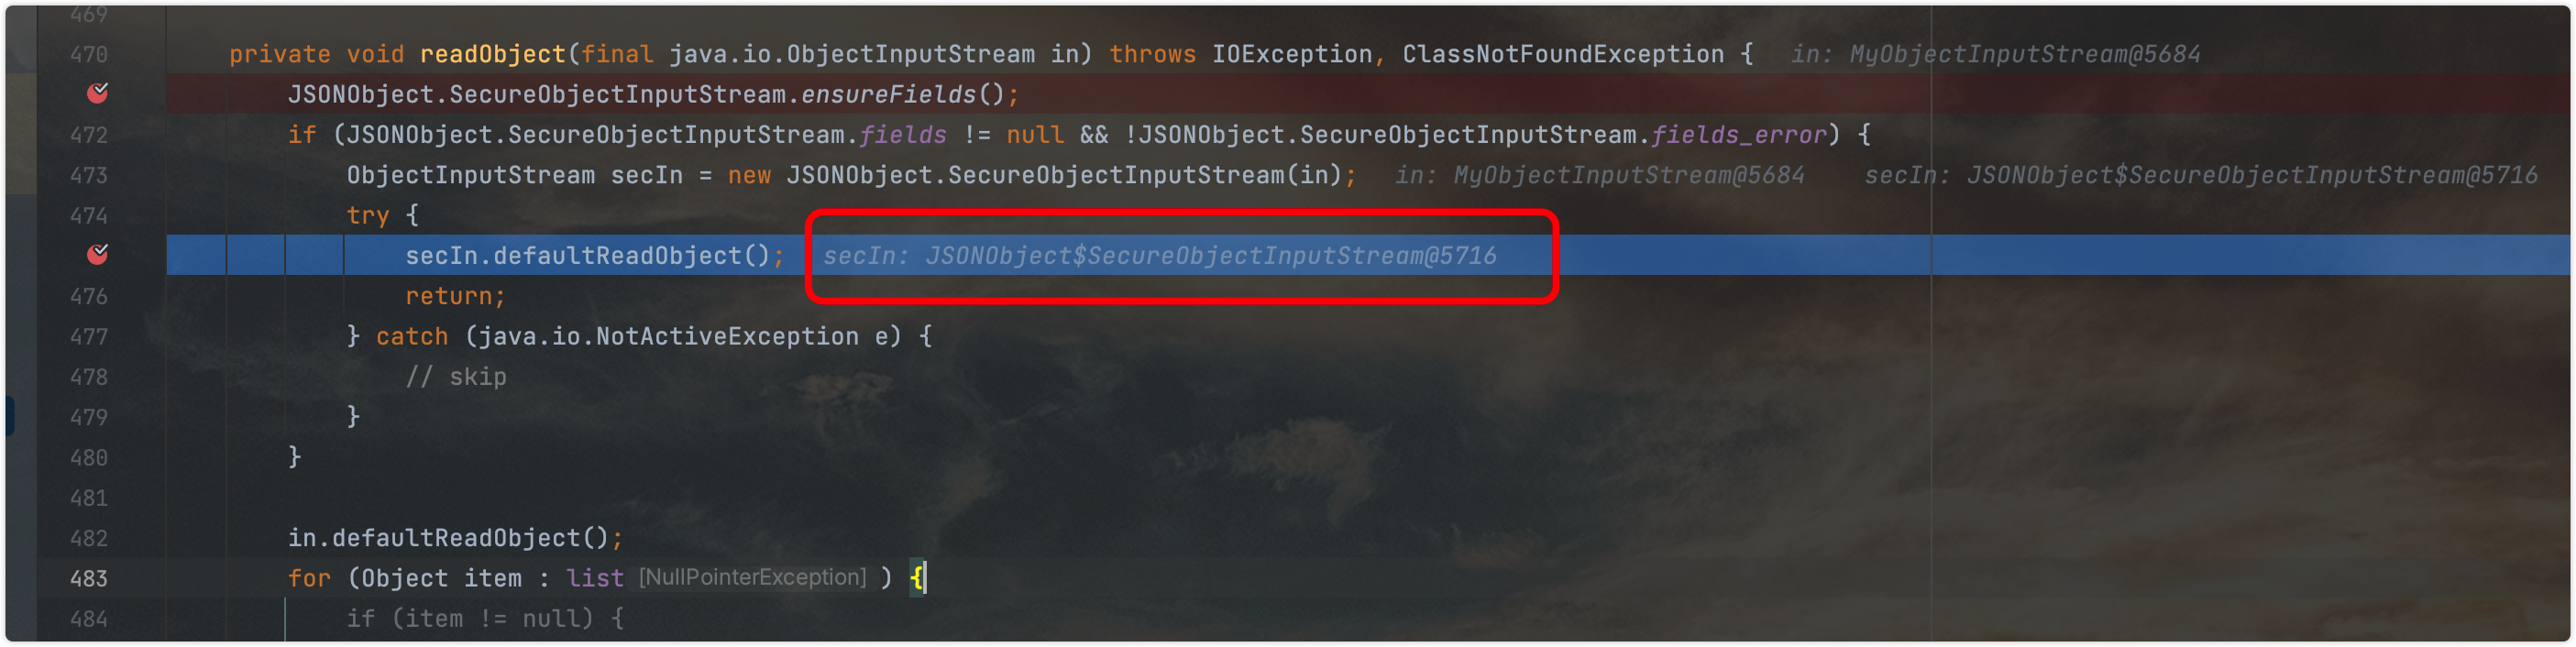 469
470 private void readObject(final java.io.ObjectInputStream in) throws IOException, ClassNotFoundException { in: MyObjectInputStream@5684
JSONObject.SecureObjectInputStream.ensureFields();
472 if (JSONObject.SecureObjectInputStream.fields != null && !JSONObject.SecureObjectInputStream.fields_error) {
473 ObjectInputStream secIn = new JSONObject.SecureObjectInputStream(in); in: MyObjectInputStream@5684 secIn: JSONObject$SecureObjectInputStream@5716
474 try {
secIn.defaultReadObject(); secIn: JSONObject$SecureObjectInputStream@5716
476 return;
477 } catch (java.io.NotActiveException e) {
478 // skip
479 }
480 }
481
482 in.defaultReadObject();
483 for (Object item : list [NullPointerException] ) {
484 if (item != null) {